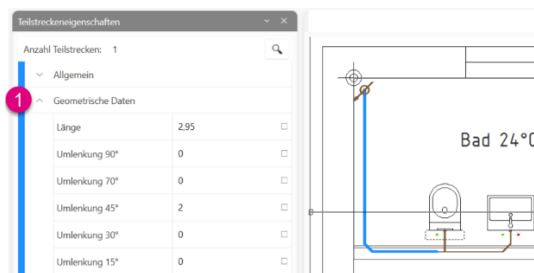 Teilstreckeneigenschaften
Anzahl Teilstrecken: 1
Allgemein
1
Geometrische Daten
Länge 2,95
Umlenkung 90° 0
Umlenkung 70° 0
Umlenkung 45° 2
Umlenkung 30° 0
Umlenkung 15° 0
Bad 24°